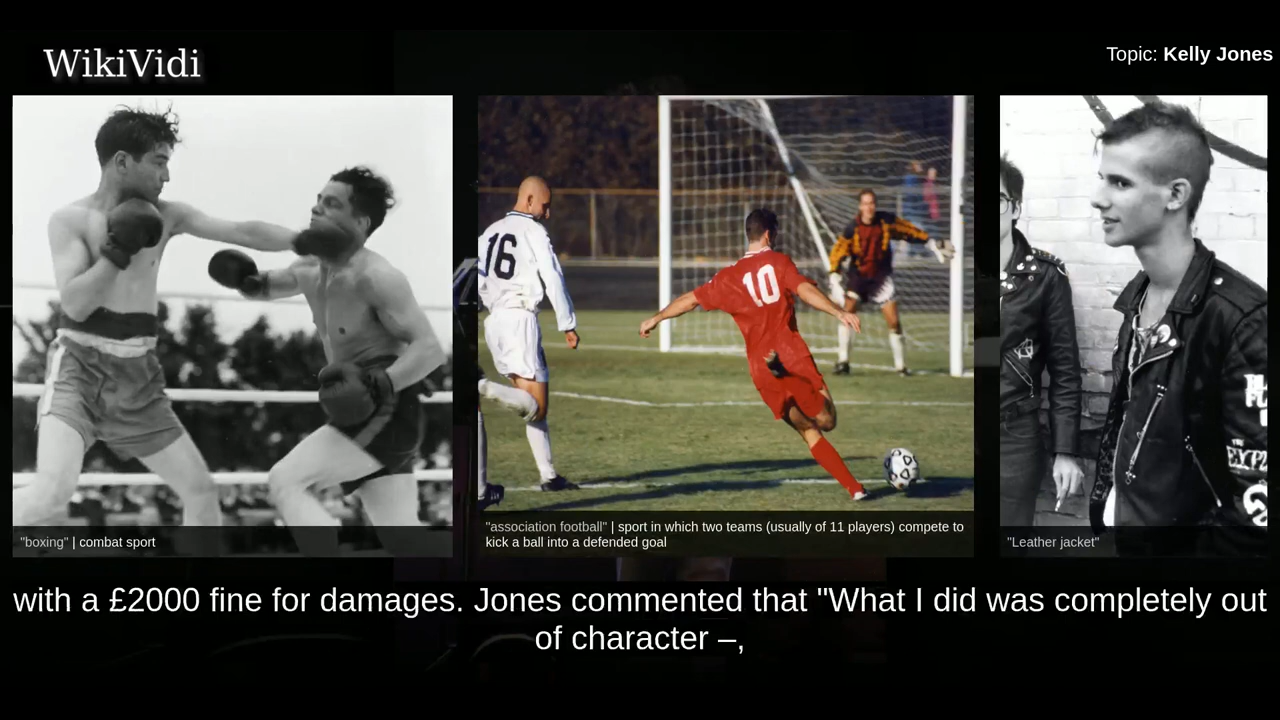 WikiVidi
Topic: Kelly Jones
16
10
"boxing" | combat sport
"association football" | sport in which two teams (usually of 11 players) compete to
kick a ball into a defended goal
"Leather jacket"
with a £2000 fine for damages. Jones commented that "What I did was completely out
of character –,